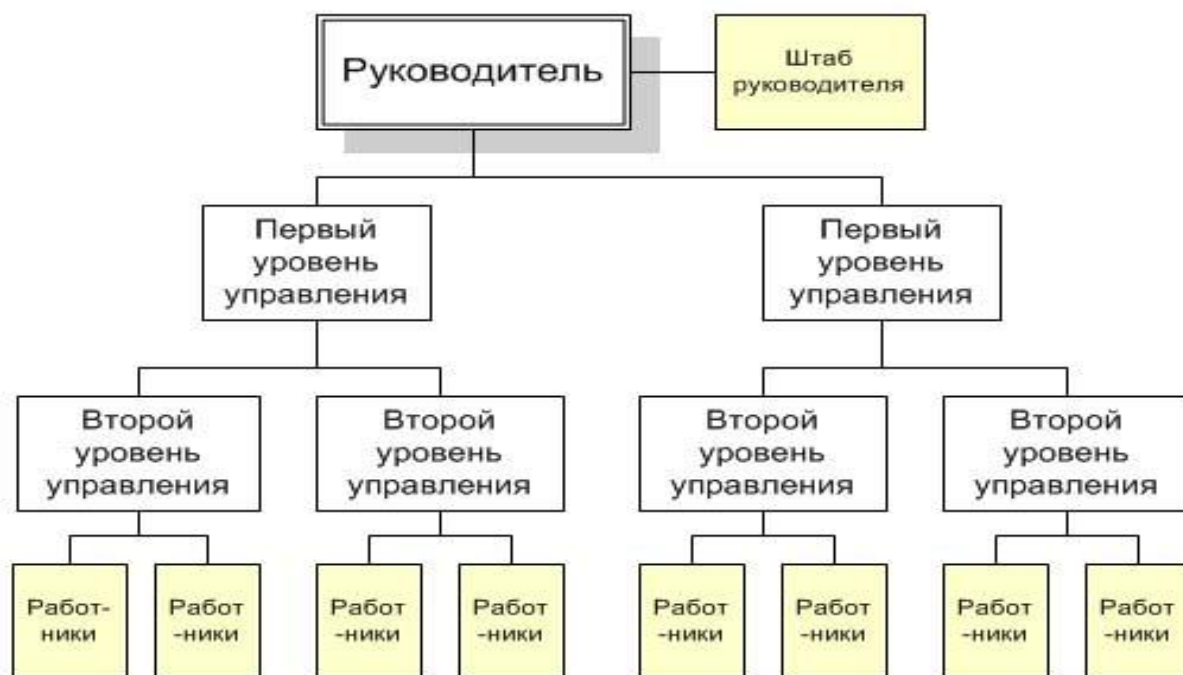 Руководитель
Штаб
руководителя
Первый
уровень
управления
Первый
уровень
управления
Второй
уровень
управления
Второй
уровень
управления
Второй
уровень
управления
Второй
уровень
управления
Работ-
ники
Работ
-ники
Работ
-ники
Работ
-ники
Работ
-ники
Работ
-ники
Работ
-ники
Работ
-ники